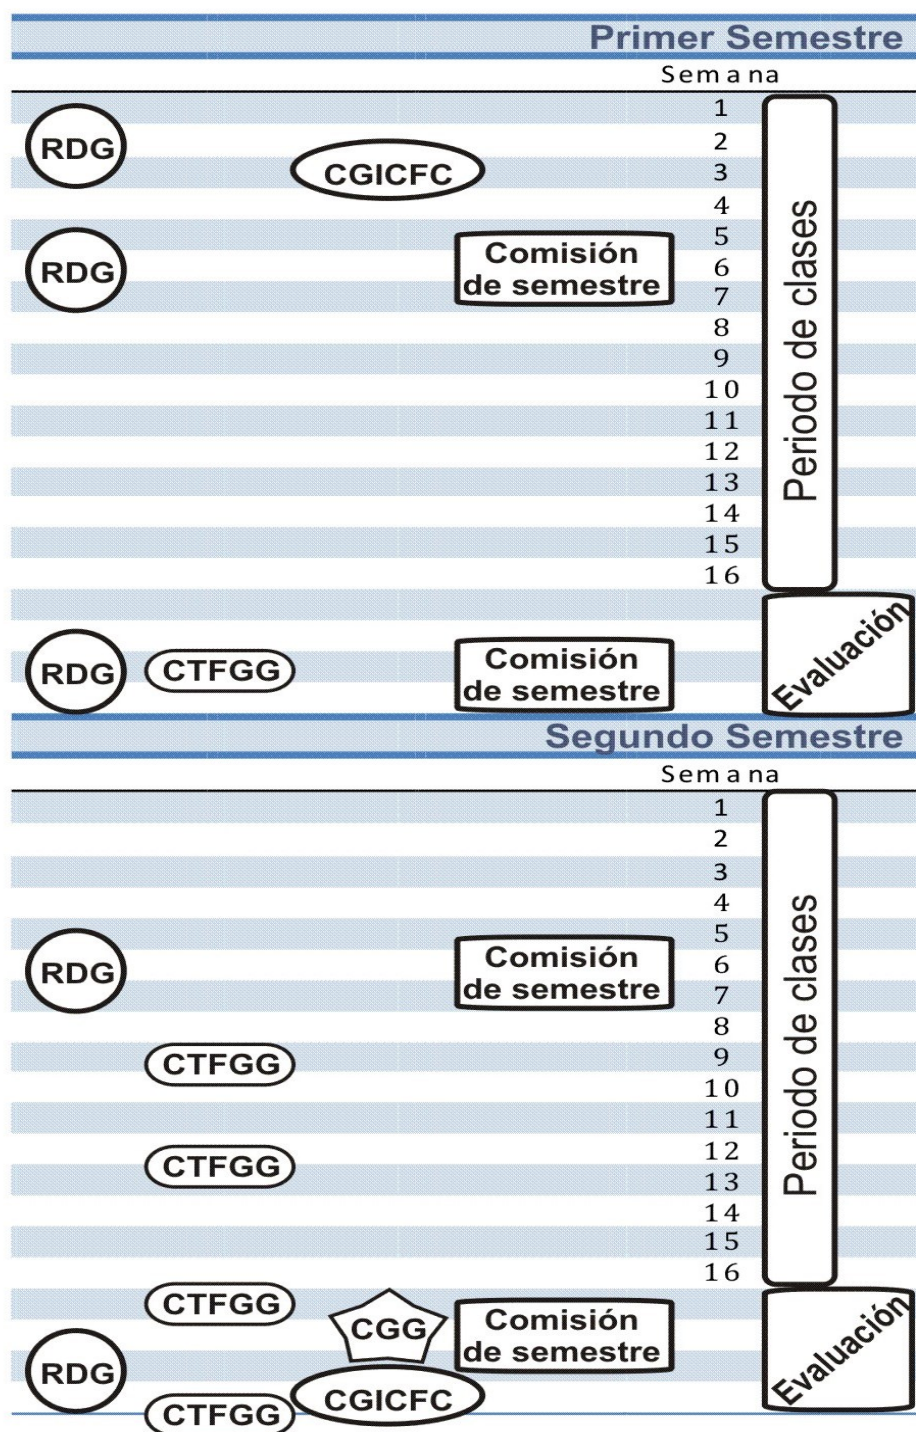 Primer Semestre
Semana
1
RDG
2
CGICFC
3
4
5
Comisión
RDG
6
de semestre
7
Periodo de clases
8
9
10
11
12
13
14
15
16
Evaluación
RDG
CTFGG
Comisión
de semestre
Segundo Semestre
Semana
1
2
3
4
5
Comisión
RDG
6
de semestre
7
Periodo de clases
8
CTFGG
9
10
11
12
CTFGG
13
14
15
16
CTFGG
CGG
Comisión
de semestre
Evaluación
RDG
CGICFC
CTFGG